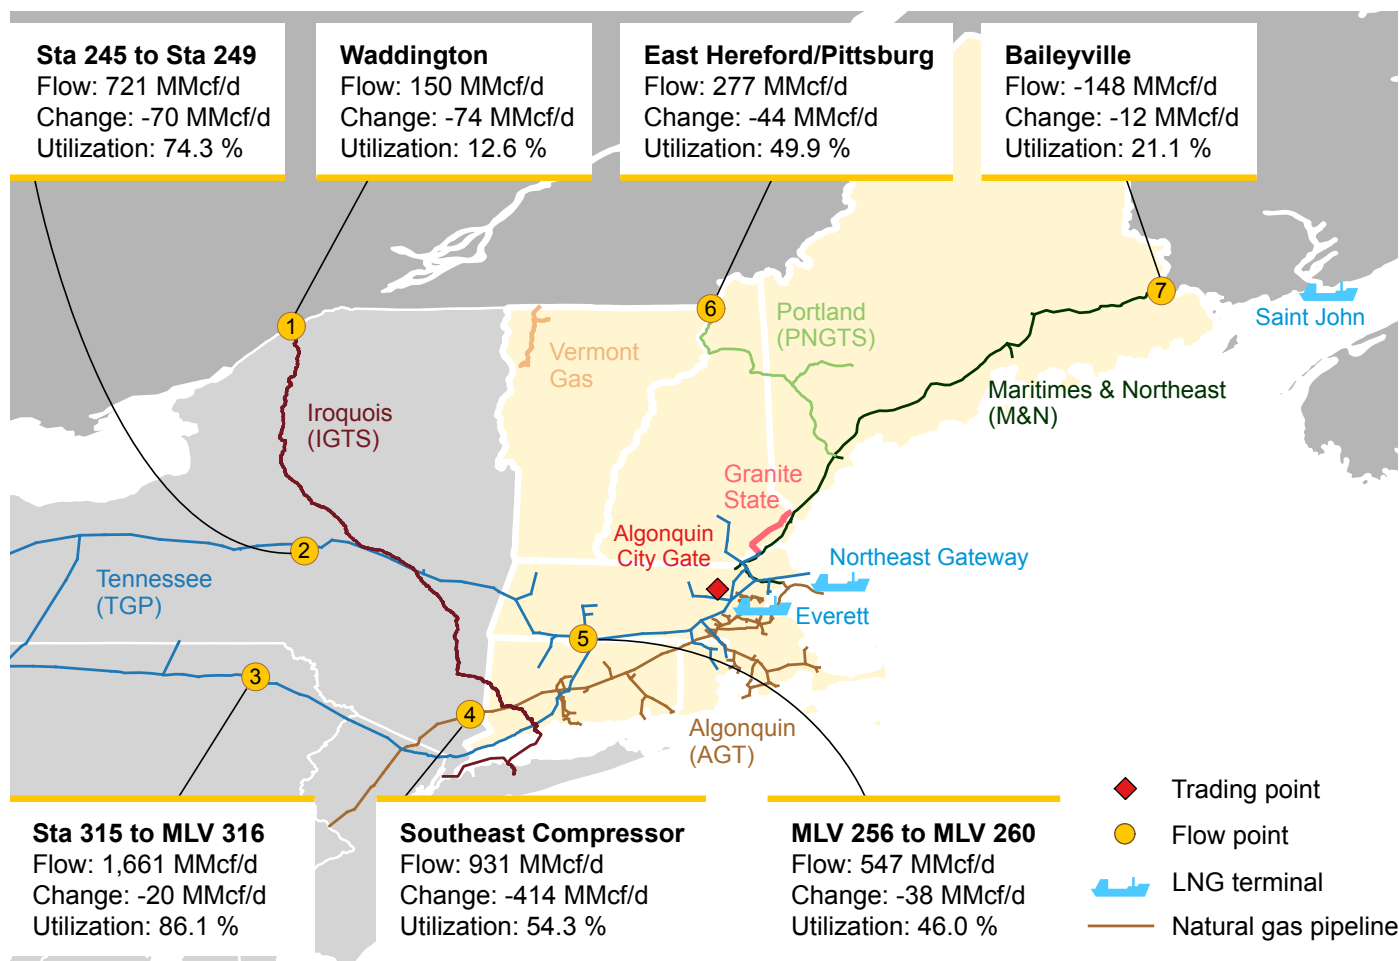 Sta 245 to Sta 249
Flow: 721 MMcf/d
Change: -70 MMcf/d
Utilization: 74.3 %
Waddington
Flow: 150 MMcf/d
Change: -74 MMcf/d
Utilization: 12.6 %
East Hereford/Pittsburg
Flow: 277 MMcf/d
Change: -44 MMcf/d
Utilization: 49.9 %
Baileyville
Flow: -148 MMcf/d
Change: -12 MMcf/d
Utilization: 21.1 %
1
6
7
Saint John
Portland
(PNGTS)
Vermont
Gas
Maritimes & Northeast
(M&N)
Iroquois
(IGTS)
Granite
State
Algonquin
City Gate
2
Northeast Gateway
Tennessee
(TGP)
Everett
5
3
4
Algonquin
(AGT)
Sta 315 to MLV 316
Flow: 1,661 MMcf/d
Change: -20 MMcf/d
Utilization: 86.1 %
Southeast Compressor
Flow: 931 MMcf/d
Change: -414 MMcf/d
Utilization: 54.3 %
MLV 256 to MLV 260
Flow: 547 MMcf/d
Change: -38 MMcf/d
Utilization: 46.0 %
Trading point
Flow point
LNG terminal
Natural gas pipeline